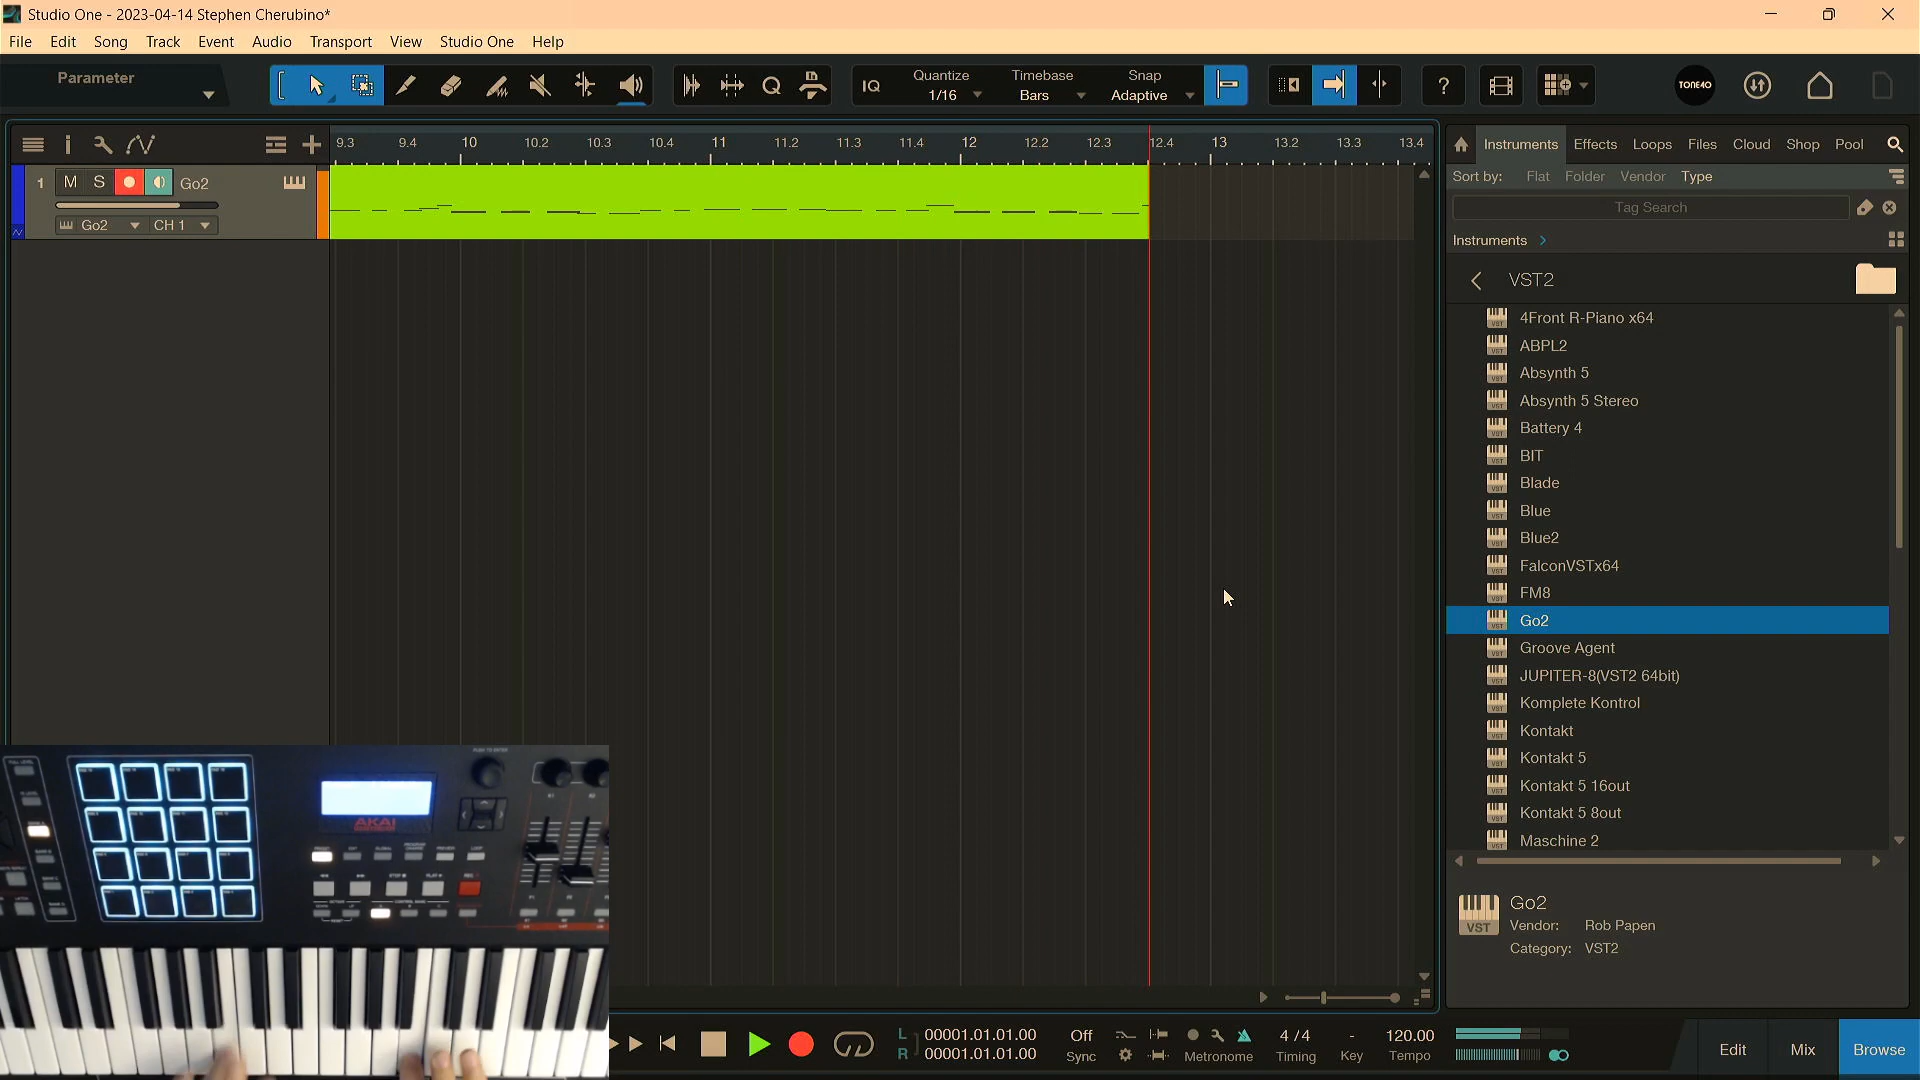 Studio One - 2023-04-14 Stephen Cherubino*
File Edit Song Track Event Audio Transport View Studio One Help
Parameter
IQ
Quantize
1/16
Timebase
Bars
Snap
Adaptive
?
TONE40
9.3 9.4 10 10.2 10.3 10.4 11 11.2 11.3 11.4 12 12.2 12.3 12.4 13 13.2 13.3 13.4
1 M S Go2
Go2 CH 1
Instruments Effects Loops Files Cloud Shop Pool
Sort by: Flat Folder Vendor Type
Tag Search
Instruments
VST2
4Front R-Piano x64
ABPL2
Absynth 5
Absynth 5 Stereo
Battery 4
BIT
Blade
Blue
Blue2
FalconVSTx64
FM8
Go2
Groove Agent
JUPITER-8(VST2 64bit)
Komplete Kontrol
Kontakt
Kontakt 5
Kontakt 5 16out
Kontakt 5 8out
Maschine 2
VST
Go2
Vendor: Rob Papen
Category: VST2
AKAI
L 00001.01.01.00
R 00001.01.01.00
Off
Sync
Metronome
4 / 4
Timing
-
Key
120.00
Tempo
Edit Mix Browse